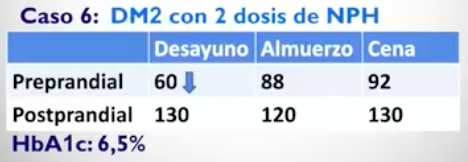 Caso 6: DM2 con 2 dosis de NPH
Desayuno Almuerzo Cena
Preprandial 60 88 92
Postprandial 130 120 130
HbA1c: 6,5%